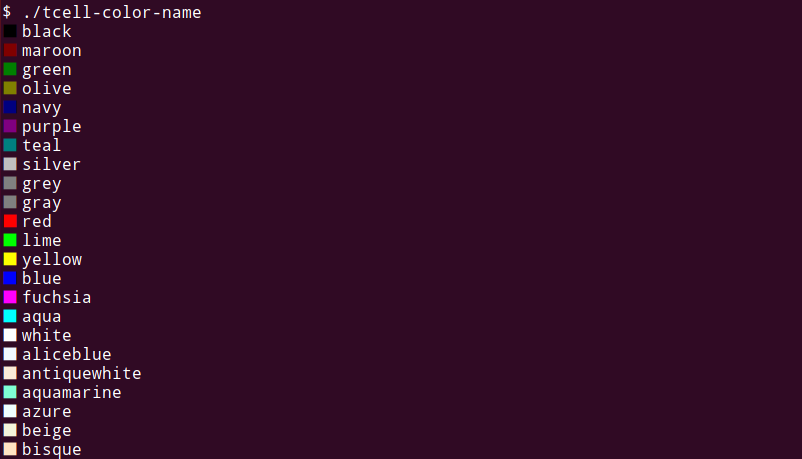 $ ./tcell-color-name
black
maroon
green
olive
navy
purple
teal
silver
grey
gray
red
lime
yellow
blue
fuchsia
aqua
white
aliceblue
antiquewhite
aquamarine
azure
beige
bisque